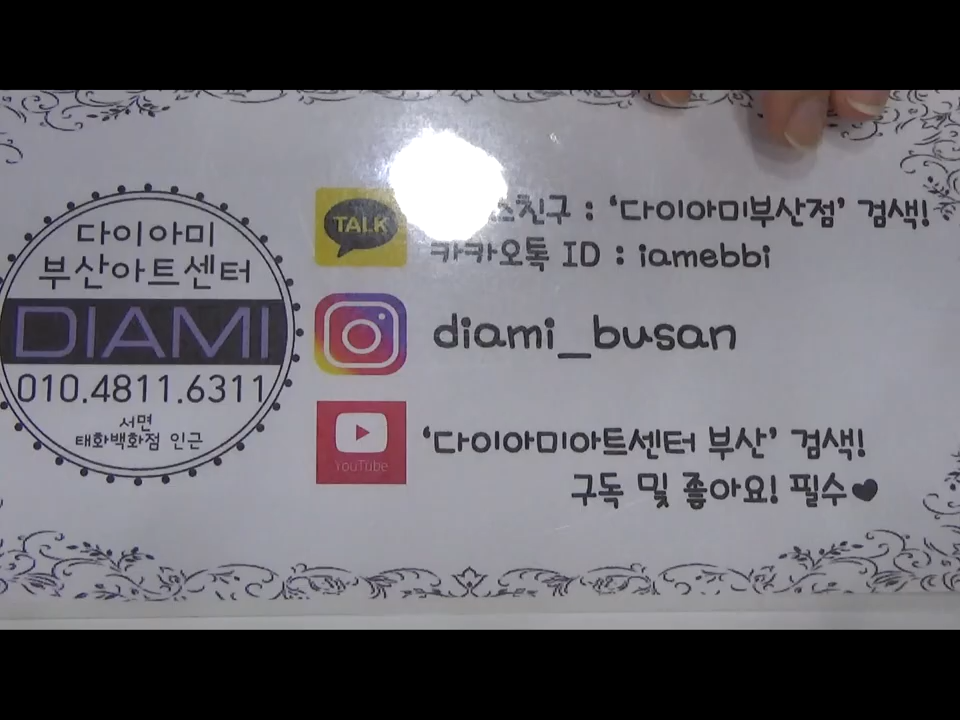 다이아미
부산아트센터
DIAMI
010.4811.6311
서면
태화백화점 인근
TALK
: '다이아미부산점' 검색!
카카오톡 ID : iamebbi
diami_busan
YouTube
'다이아미아트센터 부산' 검색!
구독 및 좋아요! 필수♥